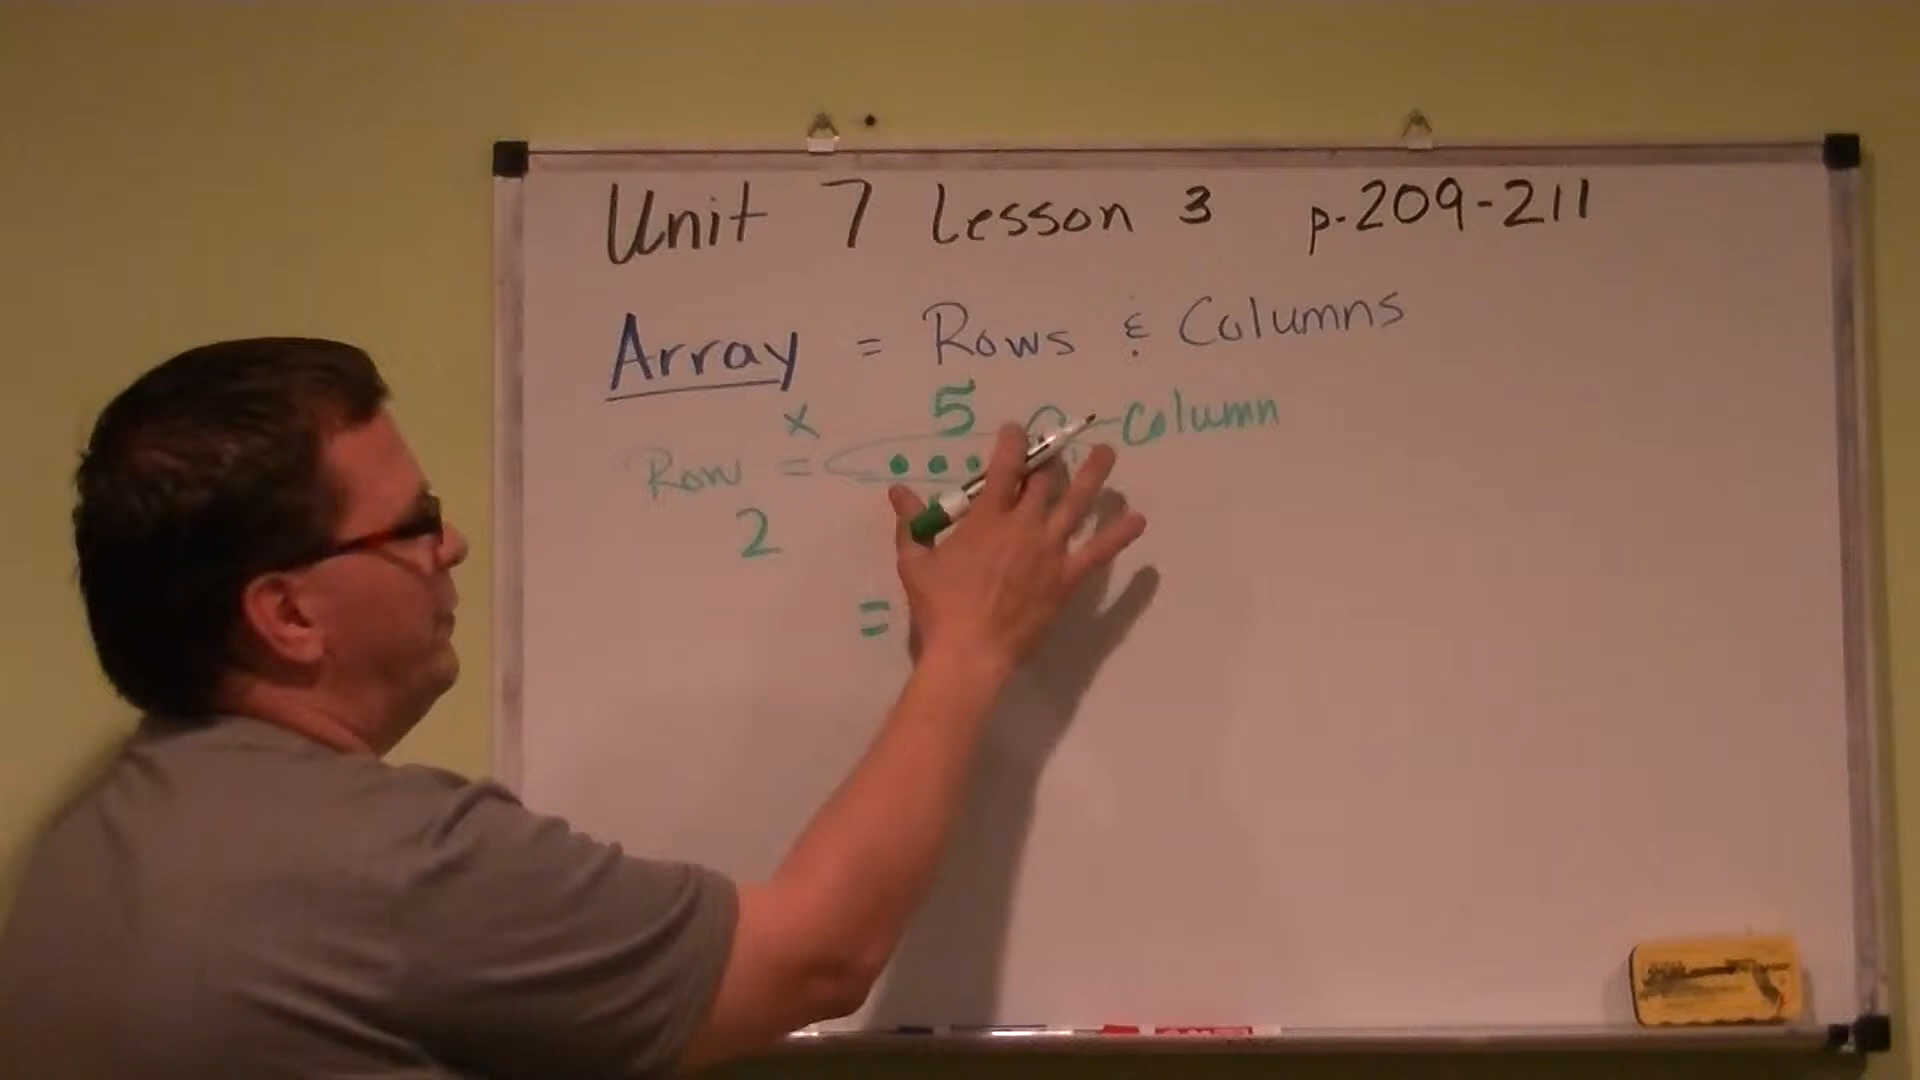 Unit 7 Lesson 3 p.209-211
Array = Rows & Columns
x 5 Column
Row =
2
=